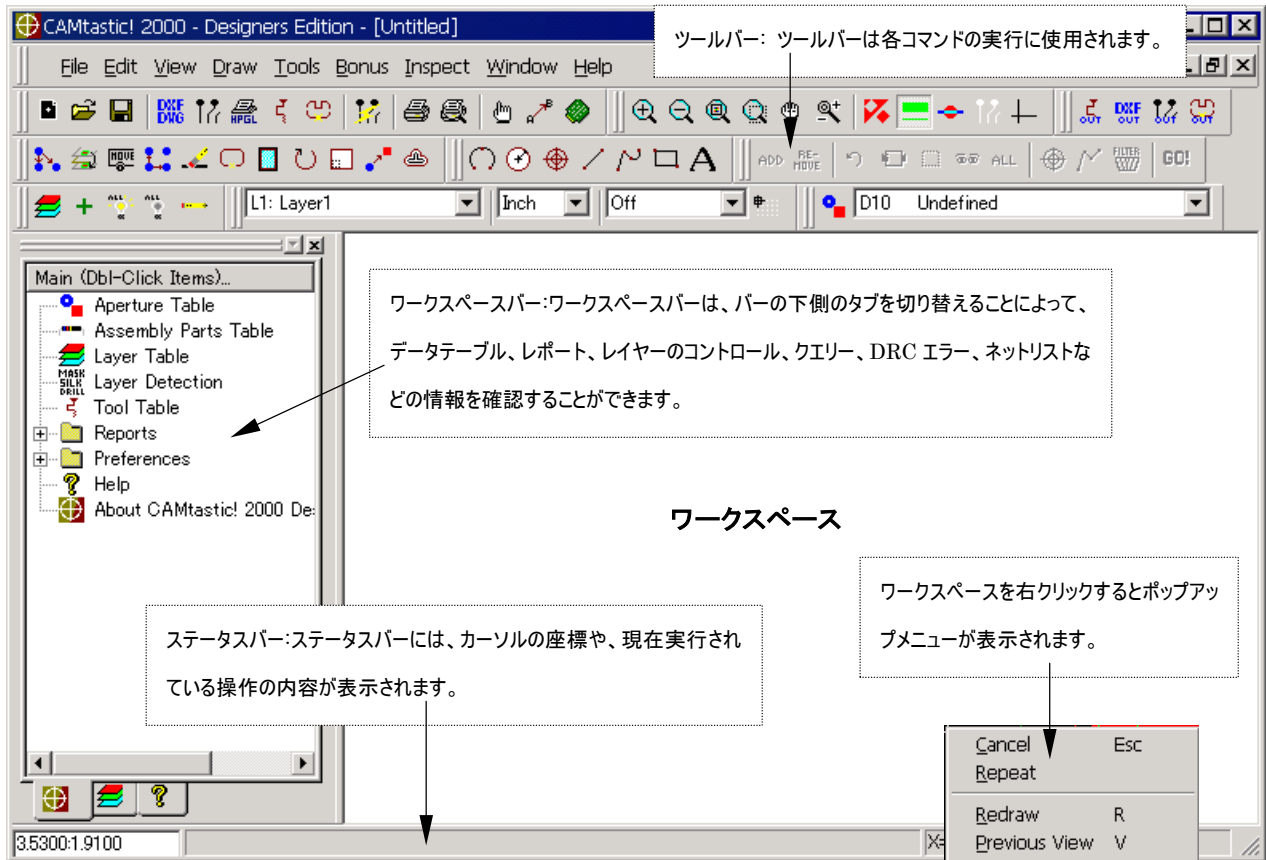 CAMtastic! 2000 - Designers Edition - [Untitled]
ツールバー: ツールバーは各コマンドの実行に使用されます。
File Edit View Draw Tools Bonus Inspect Window Help
DXF DWG HPGL OUT DXF OUT OUT OUT
MOVE A ADD RE-MOVE ALL FILTER GO!
ALL ALL L1: Layer1 Inch Off D10 Undefined
Main (Dbl-Click Items)...
Aperture Table
Assembly Parts Table
Layer Table
MASK SILK DRILL Layer Detection
Tool Table
Reports
Preferences
Help
About CAMtastic! 2000 De
ワークスペースバー:ワークスペースバーは、バーの下側のタブを切り替えることによって、
データテーブル、レポート、レイヤーのコントロール、クエリー、DRC エラー、ネットリストな
どの情報を確認することができます。
ワークスペース
ワークスペースを右クリックするとポップアッ
プメニューが表示されます。
ステータスバー:ステータスバーには、カーソルの座標や、現在実行され
ている操作の内容が表示されます。
Cancel Esc
Repeat
Redraw R
Previous View V
3.5300:1.9100
X=